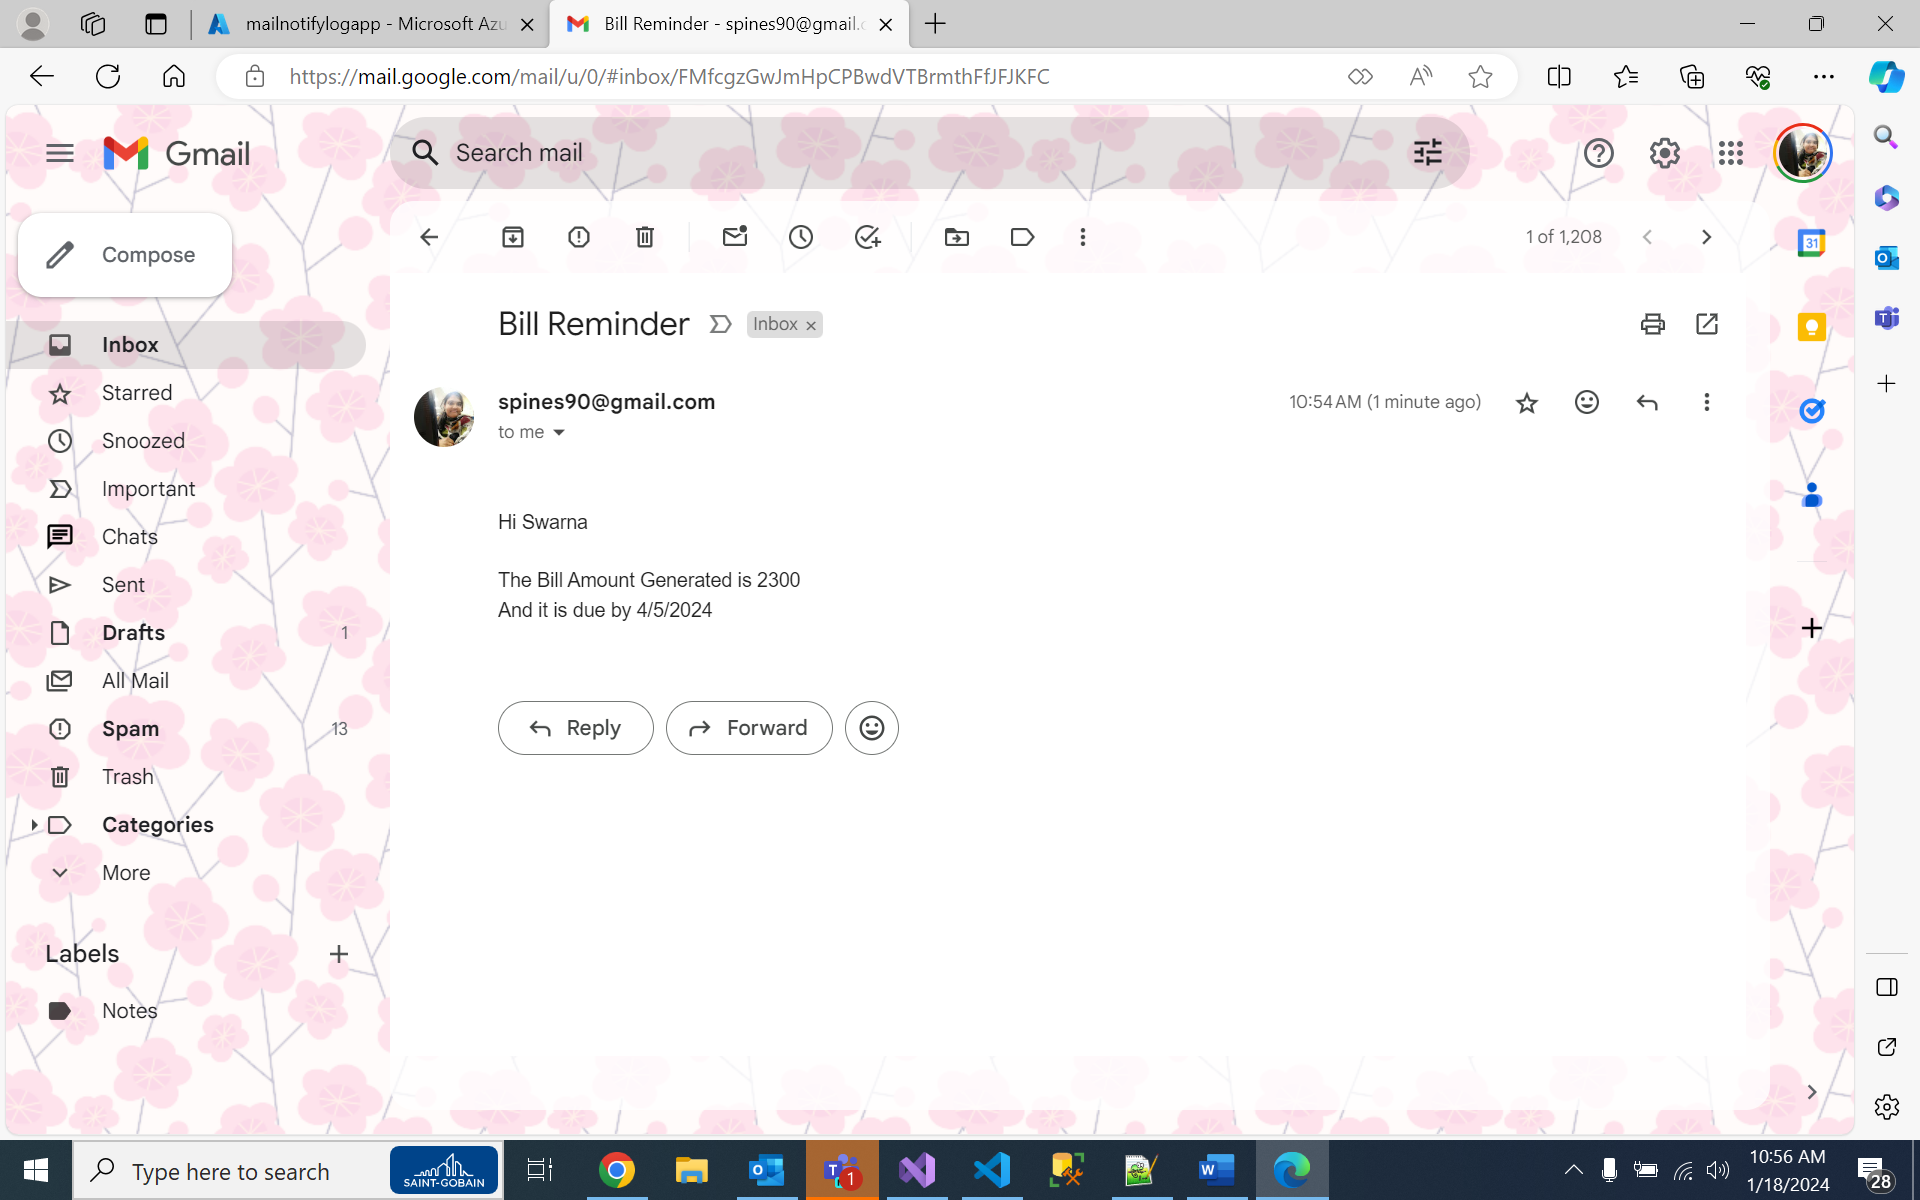 mailnotifylogapp - Microsoft Azu
Bill Reminder - spines90@gmail.c
https://mail.google.com/mail/u/0/#inbox/FMfcgzGwJmHpCPBwdVTBrmthFfJFJKFC
Gmail
Search mail
Compose
1 of 1,208
31
Bill Reminder
Inbox
Inbox
Starred
Snoozed
Important
Chats
Sent
Drafts 1
All Mail
Spam 13
Trash
Categories
More
Labels
Notes
spines90@gmail.com
10:54 AM (1 minute ago)
to me
Hi Swarna
The Bill Amount Generated is 2300
And it is due by 4/5/2024
Reply
Forward
Type here to search
SAINT-GOBAIN
1
10:56 AM
1/18/2024
28